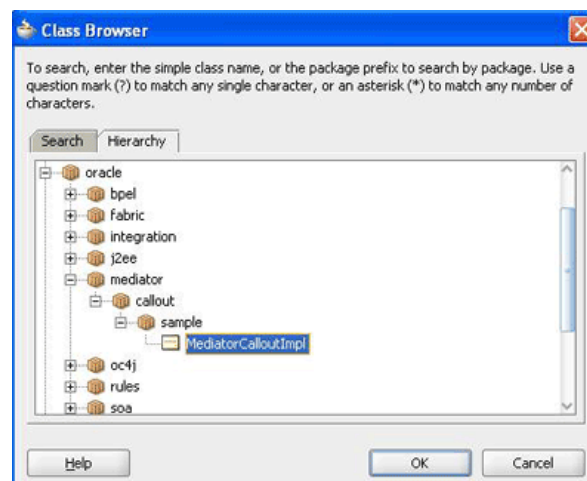 Class Browser
To search, enter the simple class name, or the package prefix to search by package. Use a
question mark (?) to match any single character, or an asterisk (*) to match any number of
characters.
Search Hierarchy
oracle
bpel
fabric
integration
j2ee
mediator
callout
sample
MediatorCalloutImpl
oc4j
rules
soa
Help OK Cancel